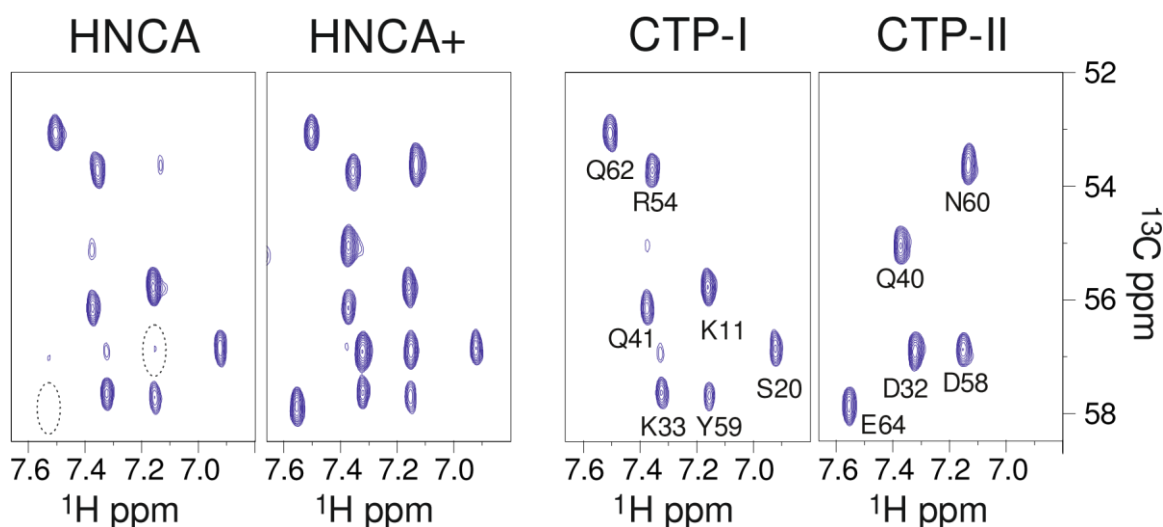 HNCA
HNCA+
CTP-I
CTP-II
52
54
56
58
¹³C ppm
Q62
R54
Q41
K11
S20
K33
Y59
N60
Q40
D32
D58
E64
7.6 7.4 7.2 7.0
7.6 7.4 7.2 7.0
7.6 7.4 7.2 7.0
7.6 7.4 7.2 7.0
¹H ppm
¹H ppm
¹H ppm
¹H ppm